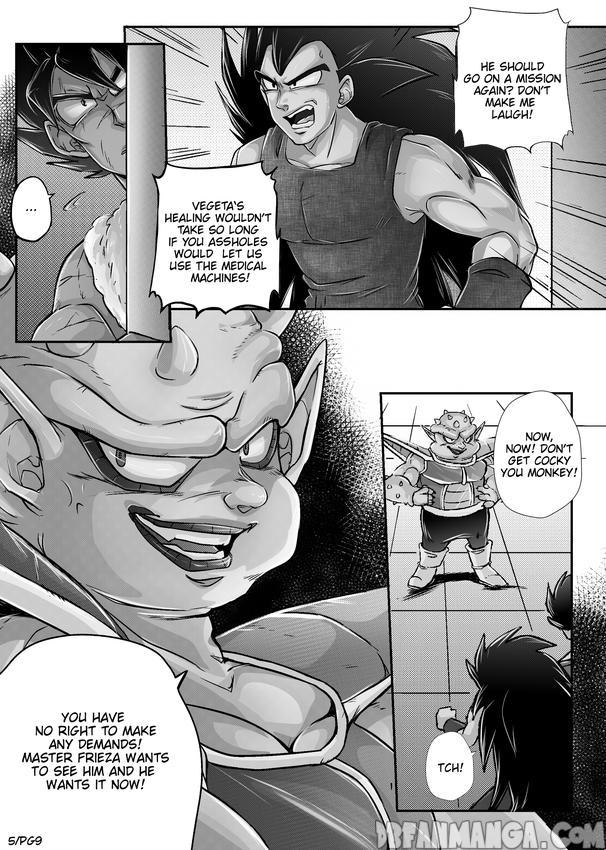 HE SHOULD
GO ON A MISSION
AGAIN? DON'T
MAKE ME
LAUGH!
VEGETA'S
HEALING WOULDN'T
TAKE SO LONG
IF YOU ASSHOLES
WOULD LET US
USE THE MEDICAL
MACHINES!
...
NOW,
NOW! DON'T
GET COCKY
YOU MONKEY!
TCH!
YOU HAVE
NO RIGHT TO MAKE
ANY DEMANDS!
MASTER FRIEZA WANTS
TO SEE HIM AND HE
WANTS IT NOW!
5/PG9
DBFANMANGA.COM